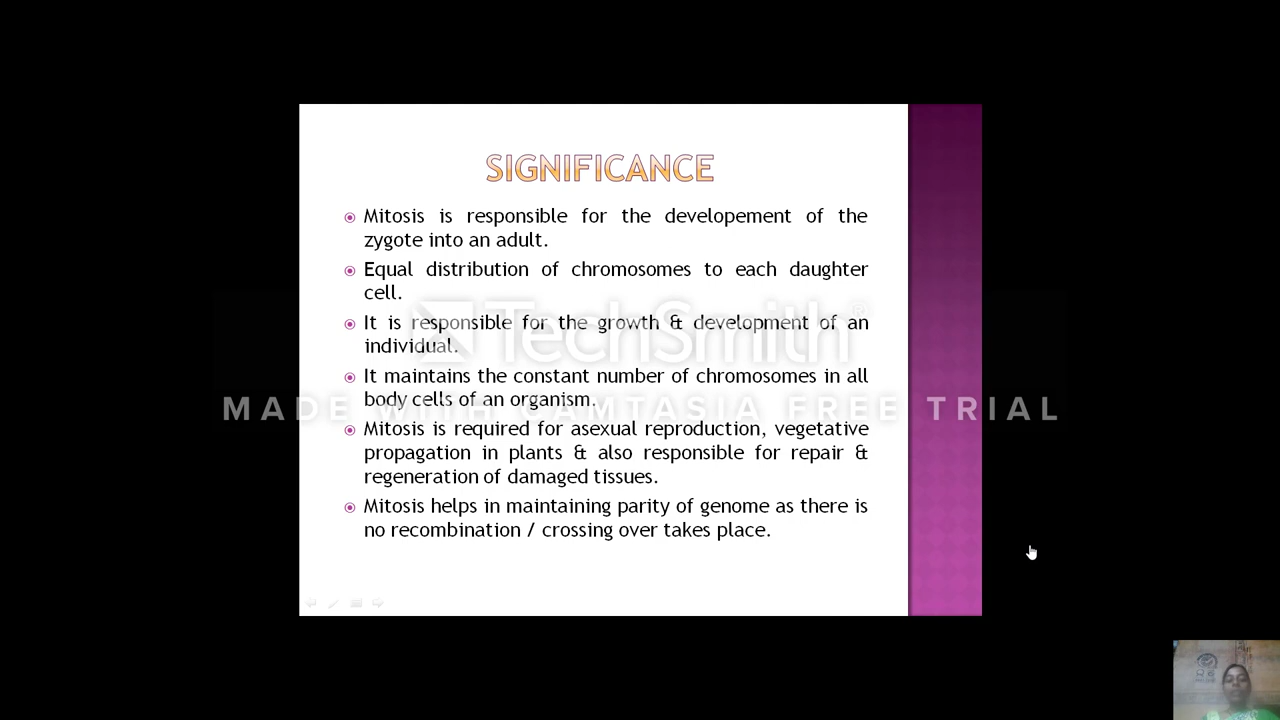 SIGNIFICANCE
Mitosis is responsible for the developement of the
zygote into an adult.
Equal distribution of chromosomes to each daughter
cell.
It is responsible for the growth & development of an
individual.
It maintains the constant number of chromosomes in all
body cells of an organism.
Mitosis is required for asexual reproduction, vegetative
propagation in plants & also responsible for repair &
regeneration of damaged tissues.
Mitosis helps in maintaining parity of genome as there is
no recombination / crossing over takes place.
TechSmith®
MADE WITH CAMTASIA FREE TRIAL